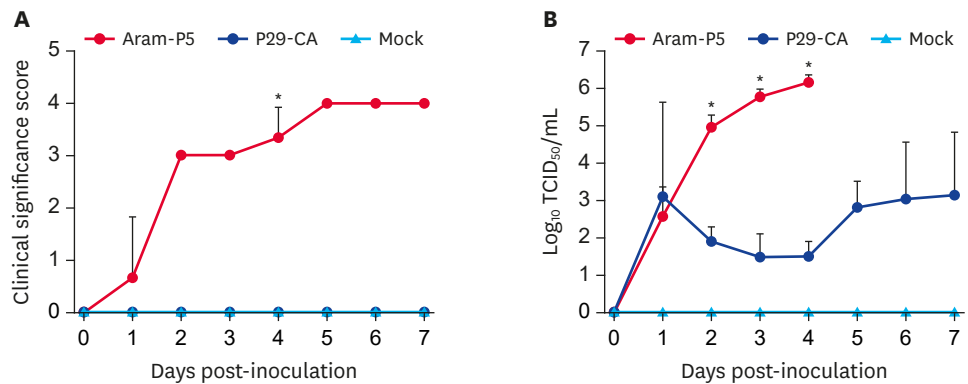 A
Aram-P5 P29-CA Mock
Clinical significance score
5
4
3
2
1
0
*
0 1 2 3 4 5 6 7
Days post-inoculation
B
Aram-P5 P29-CA Mock
Log₁₀ TCID₅₀/mL
7
6
5
4
3
2
1
0
* * *
0 1 2 3 4 5 6 7
Days post-inoculation